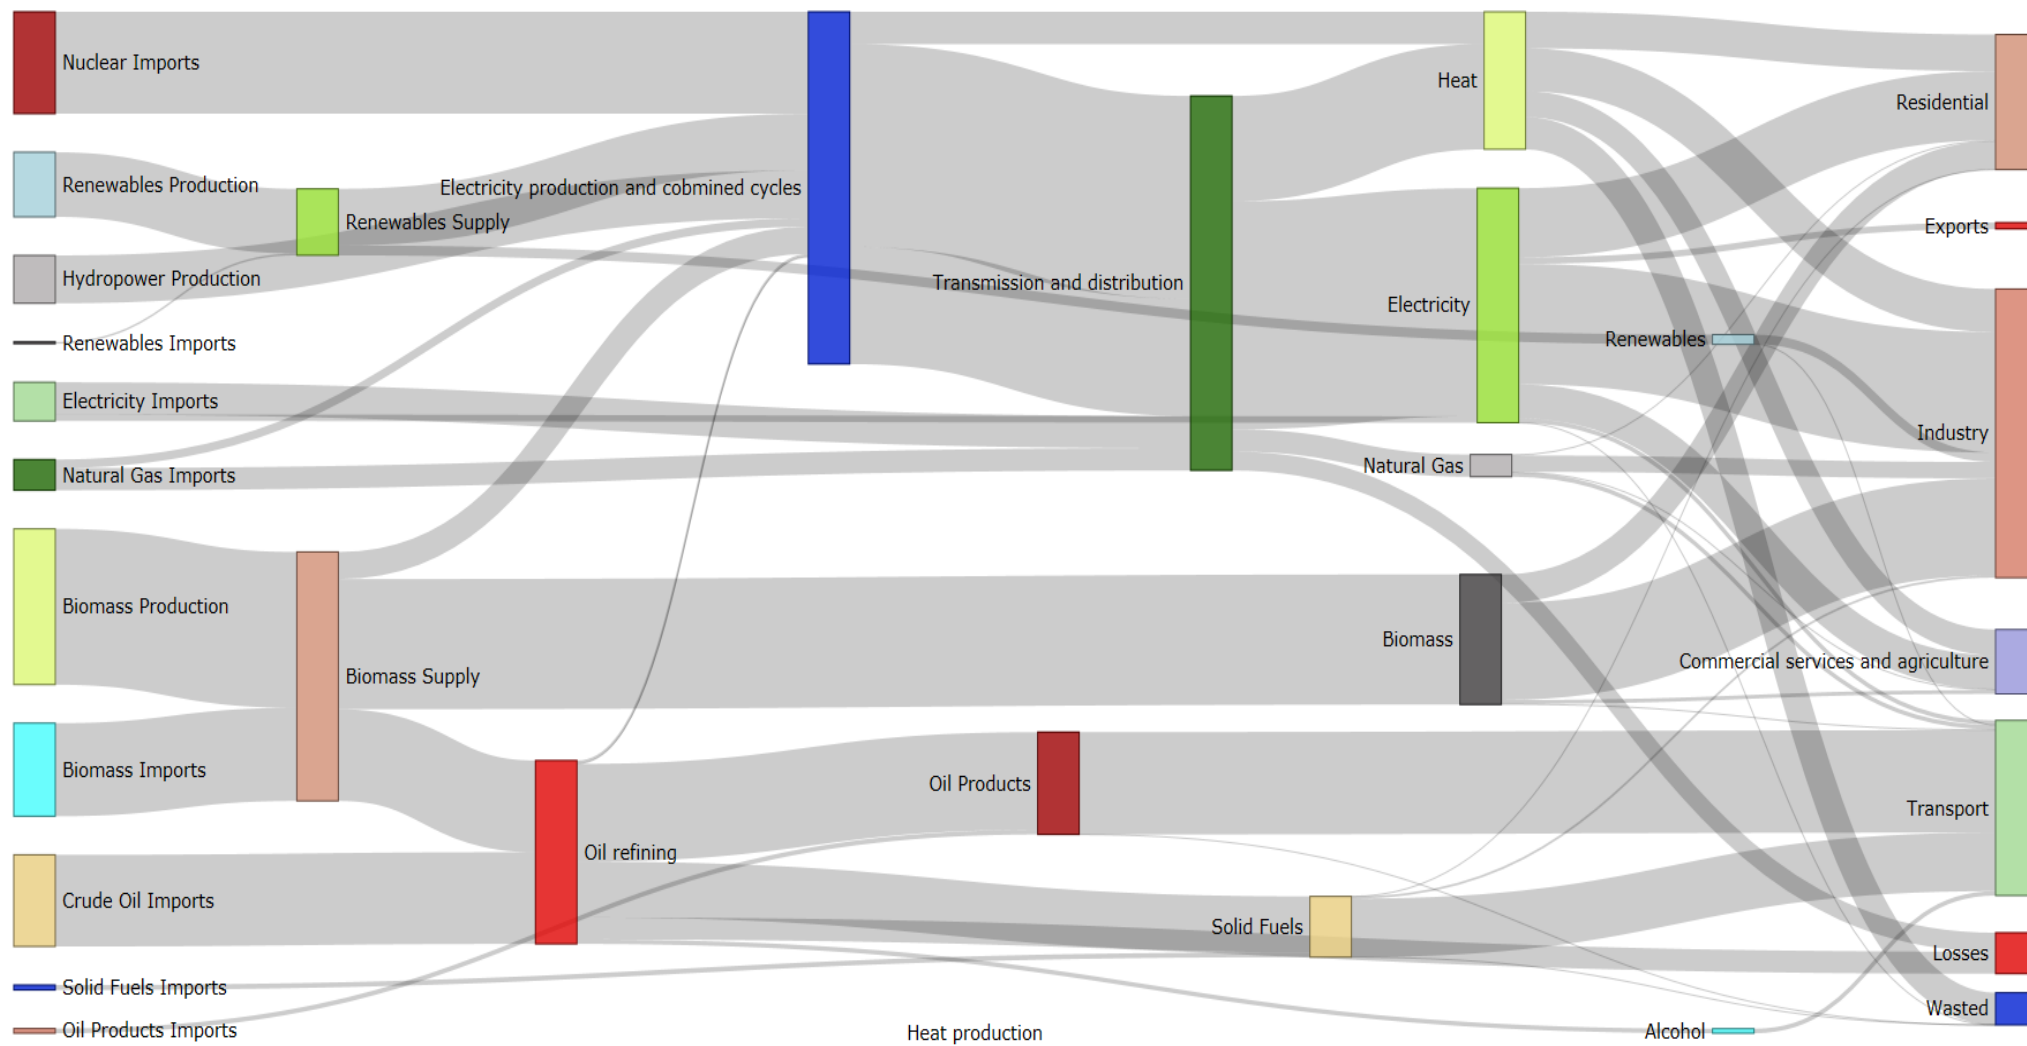 Nuclear Imports
Renewables Production
Hydropower Production
Renewables Imports
Electricity Imports
Natural Gas Imports
Biomass Production
Biomass Imports
Crude Oil Imports
Solid Fuels Imports
Oil Products Imports
Renewables Supply
Biomass Supply
Oil refining
Electricity production and cobmined cycles
Heat production
Oil Products
Transmission and distribution
Solid Fuels
Heat
Electricity
Natural Gas
Biomass
Renewables
Alcohol
Residential
Exports
Industry
Commercial services and agriculture
Transport
Losses
Wasted